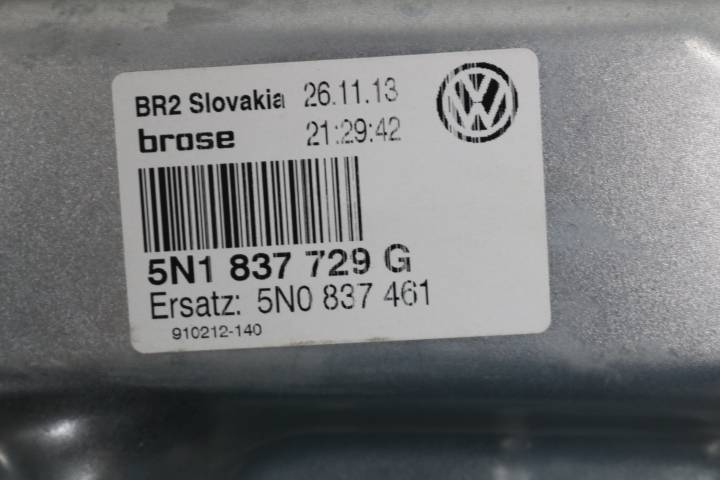 BR2 Slovakia 26.11.13
brose 21:29:42
5N1 837 729 G
Ersatz: 5N0 837 461
910212-140